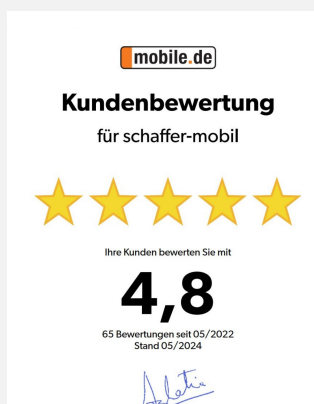 mobile.de
Kundenbewertung
für schaffer-mobil
Ihre Kunden bewerten Sie mit
4,8
65 Bewertungen seit 05/2022
Stand 05/2024